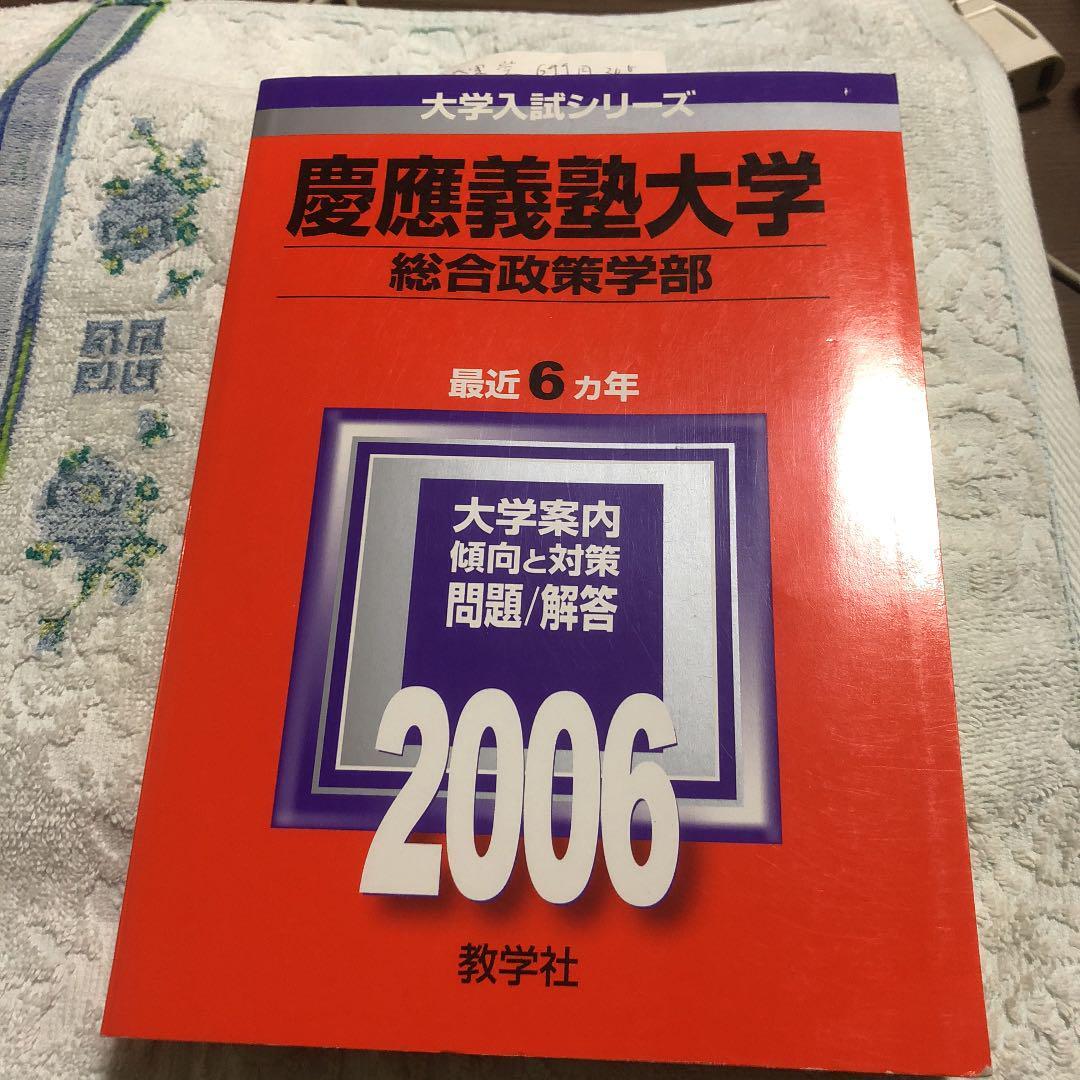 大学入試シリーズ
慶應義塾大学
総合政策学部
最近6ヵ年
大学案内
傾向と対策
問題/解答
2006
教学社